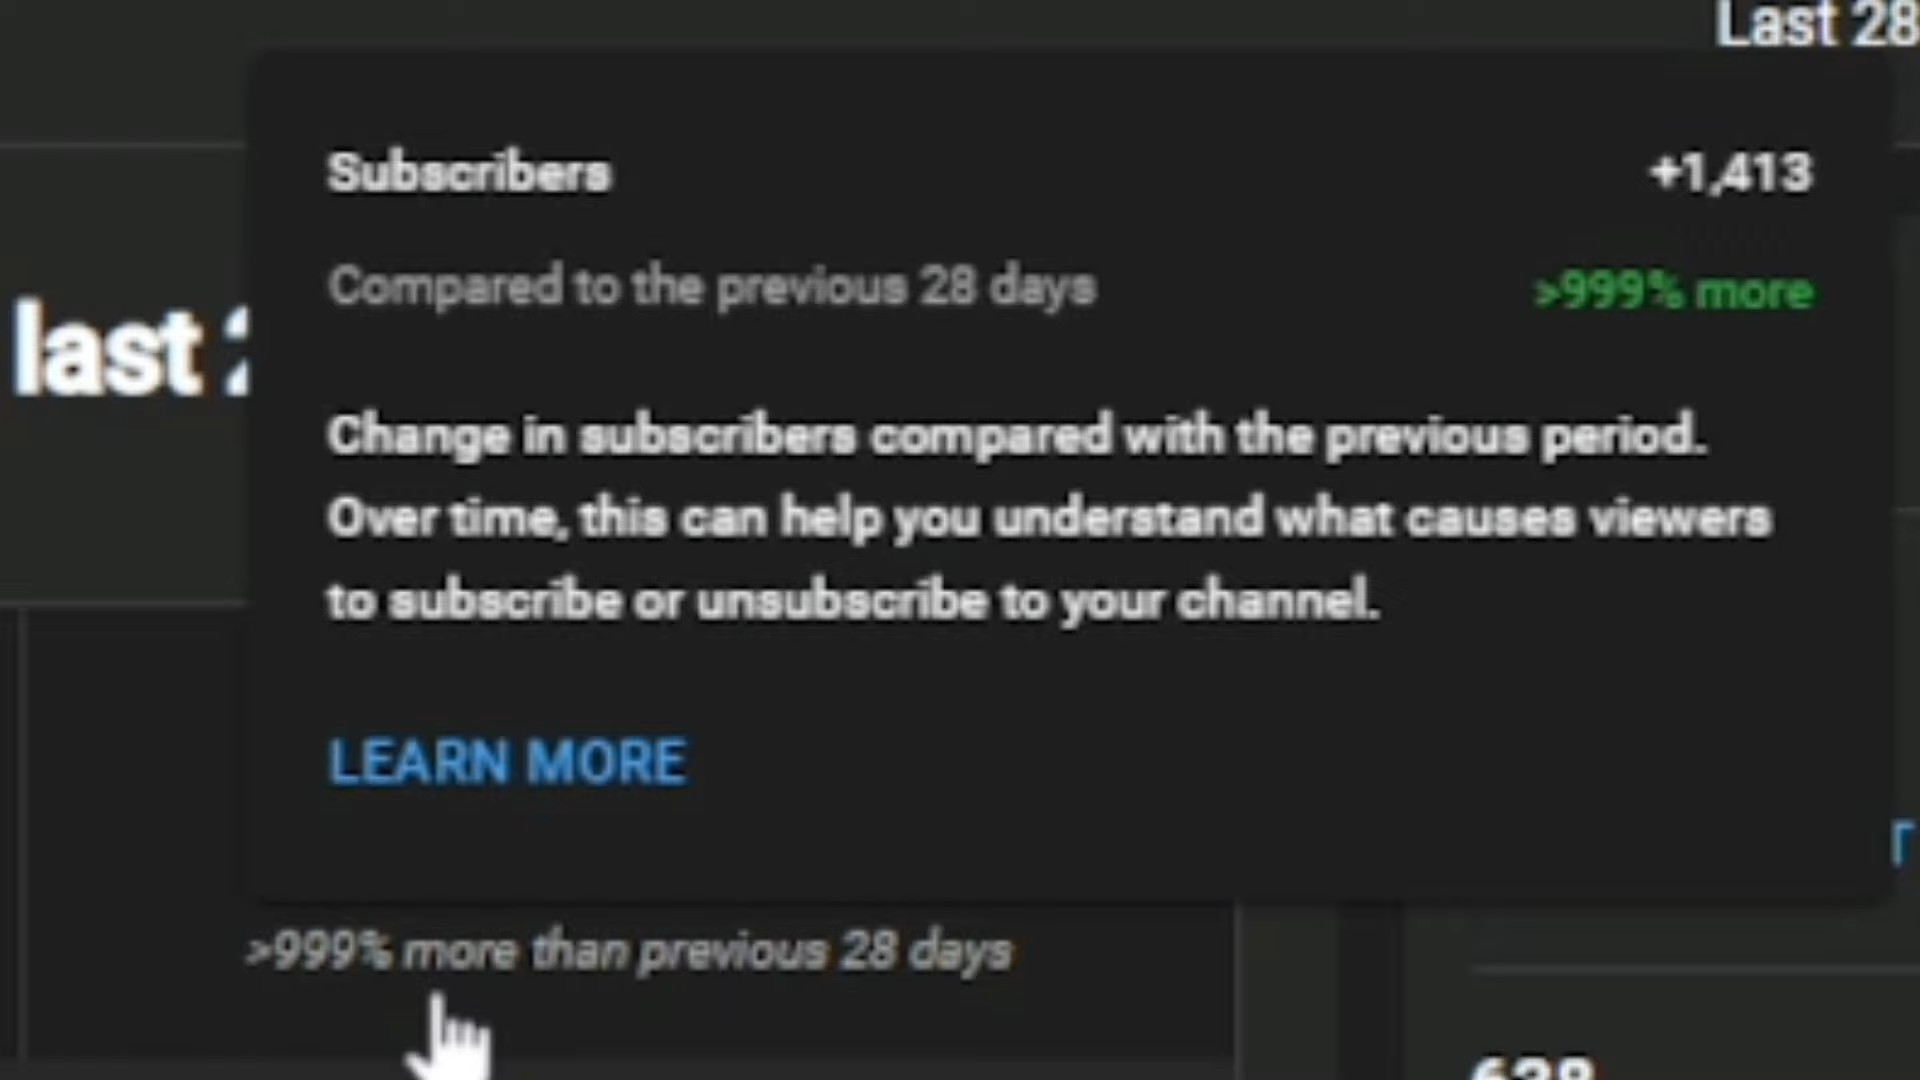 Last 28
Subscribers +1,413
Compared to the previous 28 days >999% more
last
Change in subscribers compared with the previous period.
Over time, this can help you understand what causes viewers
to subscribe or unsubscribe to your channel.
LEARN MORE
>999% more than previous 28 days
638